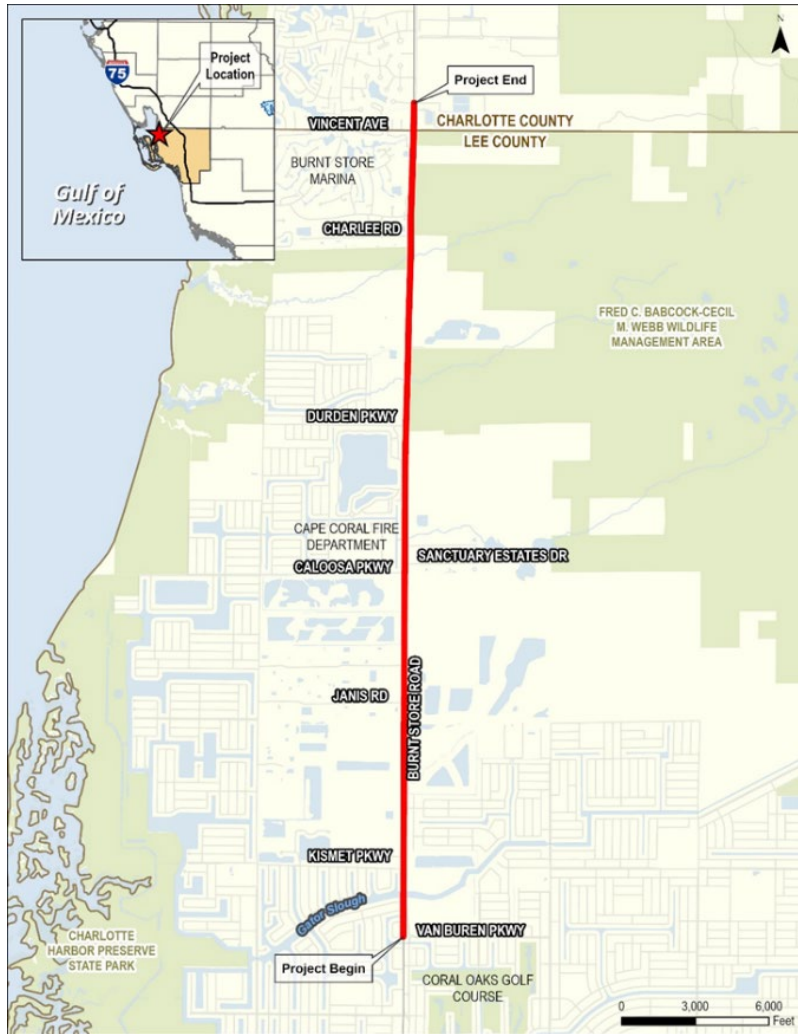 N
Project
Location
75
Gulf of
Mexico
Project End
VINCENT AVE
CHARLOTTE COUNTY
LEE COUNTY
BURNT STORE
MARINA
CHARLEE RD
FRED C. BABCOCK-CECIL
M. WEBB WILDLIFE
MANAGEMENT AREA
DURDEN PKWY
CAPE CORAL FIRE
DEPARTMENT
SANCTUARY ESTATES DR
CALOOSA PKWY
BURNT STORE ROAD
JANIS RD
KISMET PKWY
Gator Slough
VAN BUREN PKWY
CHARLOTTE
HARBOR PRESERVE
STATE PARK
Project Begin
CORAL OAKS GOLF
COURSE
0 3,000 6,000
Feet